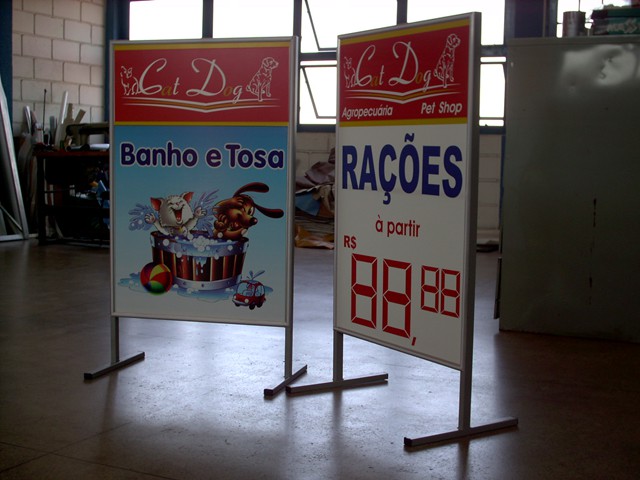 Cat Dog
Banho e Tosa
Cat Dog
Agropecuária Pet Shop
RAÇÕES
à partir
R$
88,88